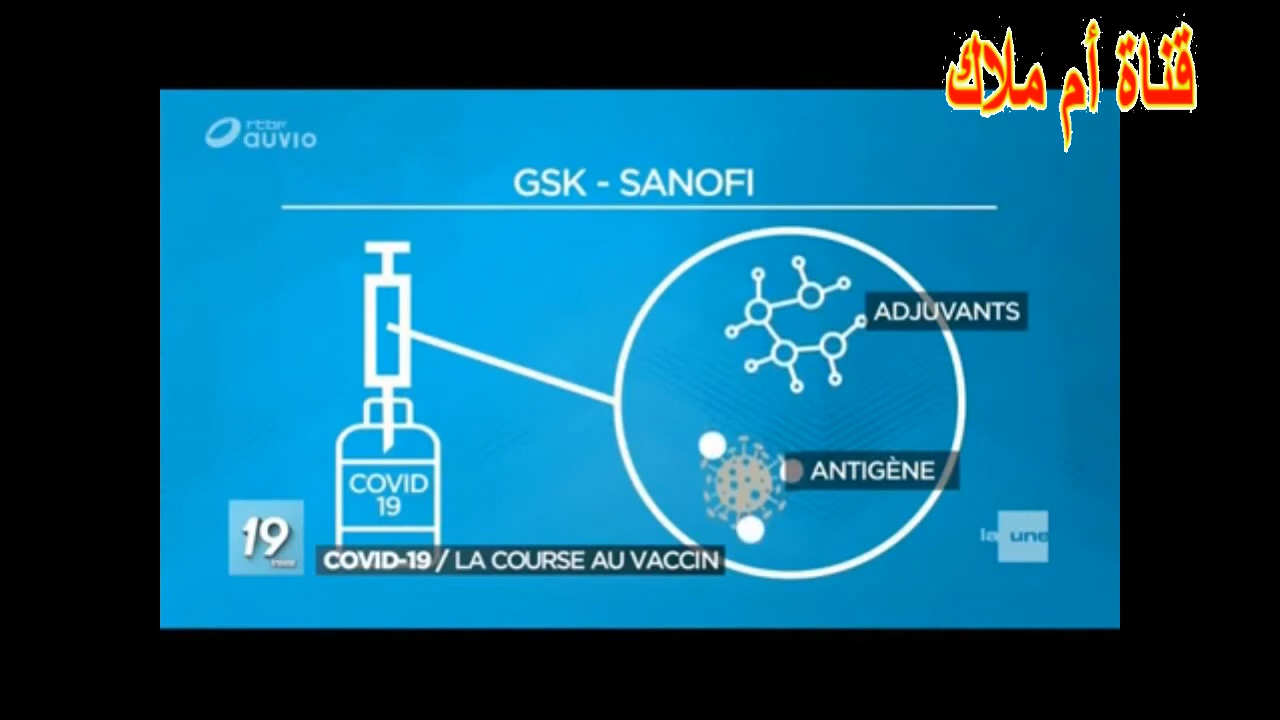 قناة أم ملاك
rtbf
auvio
GSK - SANOFI
ADJUVANTS
ANTIGÈNE
COVID
19
19
COVID-19 / LA COURSE AU VACCIN
la une